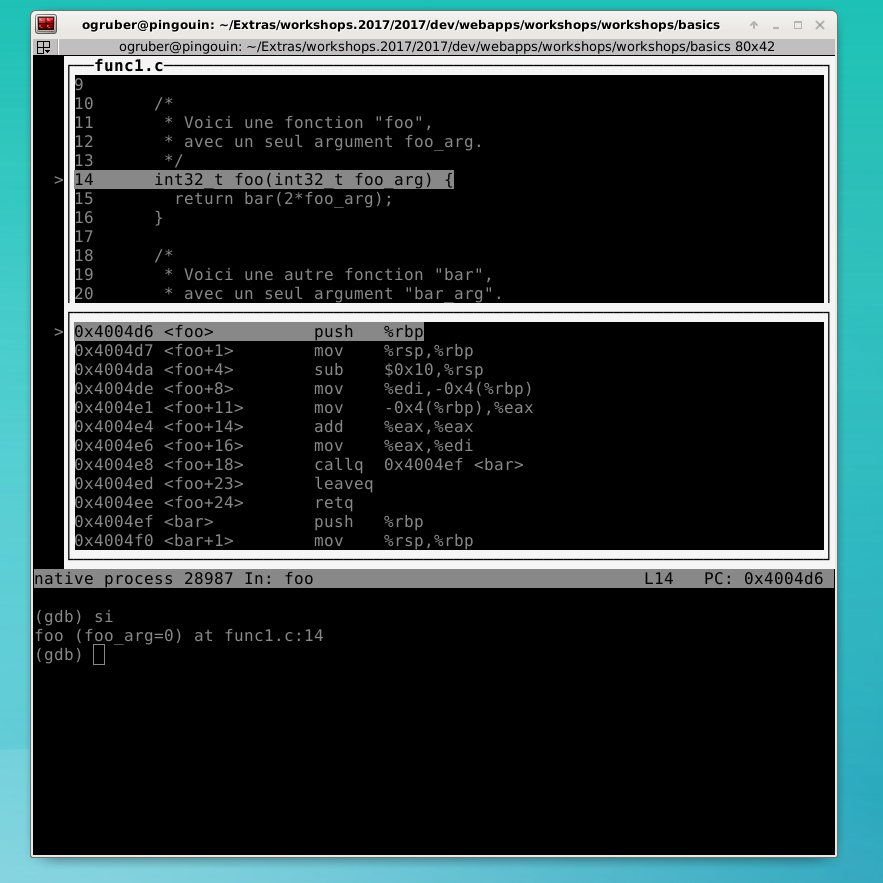 ogruber@pingouin: ~/Extras/workshops.2017/2017/dev/webapps/workshops/workshops/basics
ogruber@pingouin: ~/Extras/workshops.2017/2017/dev/webapps/workshops/workshops/basics 80x42
func1.c
9
10      /*
11       * Voici une fonction "foo",
12       * avec un seul argument foo_arg.
13       */
>14      int32_t foo(int32_t foo_arg) {
15        return bar(2*foo_arg);
16      }
17
18      /*
19       * Voici une autre fonction "bar",
20       * avec un seul argument "bar_arg".
>0x4004d6 <foo>          push   %rbp
0x4004d7 <foo+1>        mov    %rsp,%rbp
0x4004da <foo+4>        sub    $0x10,%rsp
0x4004de <foo+8>        mov    %edi,-0x4(%rbp)
0x4004e1 <foo+11>       mov    -0x4(%rbp),%eax
0x4004e4 <foo+14>       add    %eax,%eax
0x4004e6 <foo+16>       mov    %eax,%edi
0x4004e8 <foo+18>       callq  0x4004ef <bar>
0x4004ed <foo+23>       leaveq
0x4004ee <foo+24>       retq
0x4004ef <bar>          push   %rbp
0x4004f0 <bar+1>        mov    %rsp,%rbp
native process 28987 In: foo                                 L14   PC: 0x4004d6
(gdb) si
foo (foo_arg=0) at func1.c:14
(gdb)